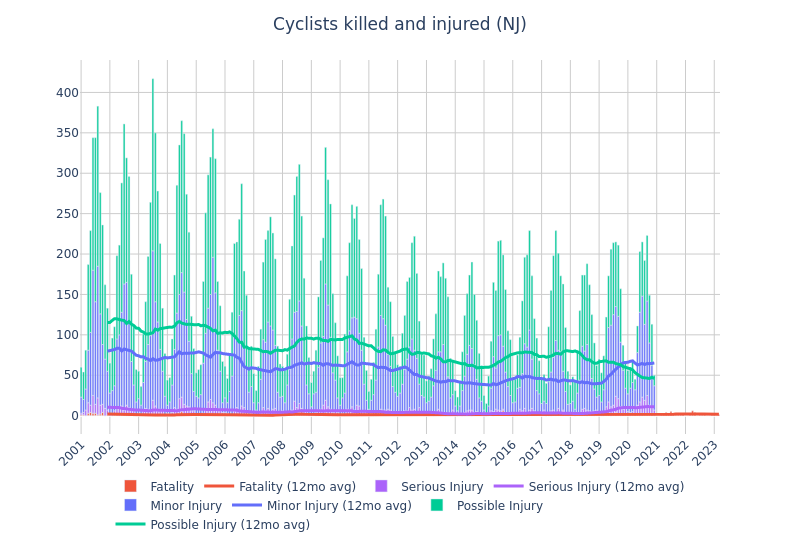 Cyclists killed and injured (NJ)
400
350
300
250
200
150
100
50
0
2001 2002 2003 2004 2005 2006 2007 2008 2009 2010 2011 2012 2013 2014 2015 2016 2017 2018 2019 2020 2021 2022 2023
Fatality Fatality (12mo avg) Serious Injury Serious Injury (12mo avg)
Minor Injury Minor Injury (12mo avg) Possible Injury
Possible Injury (12mo avg)